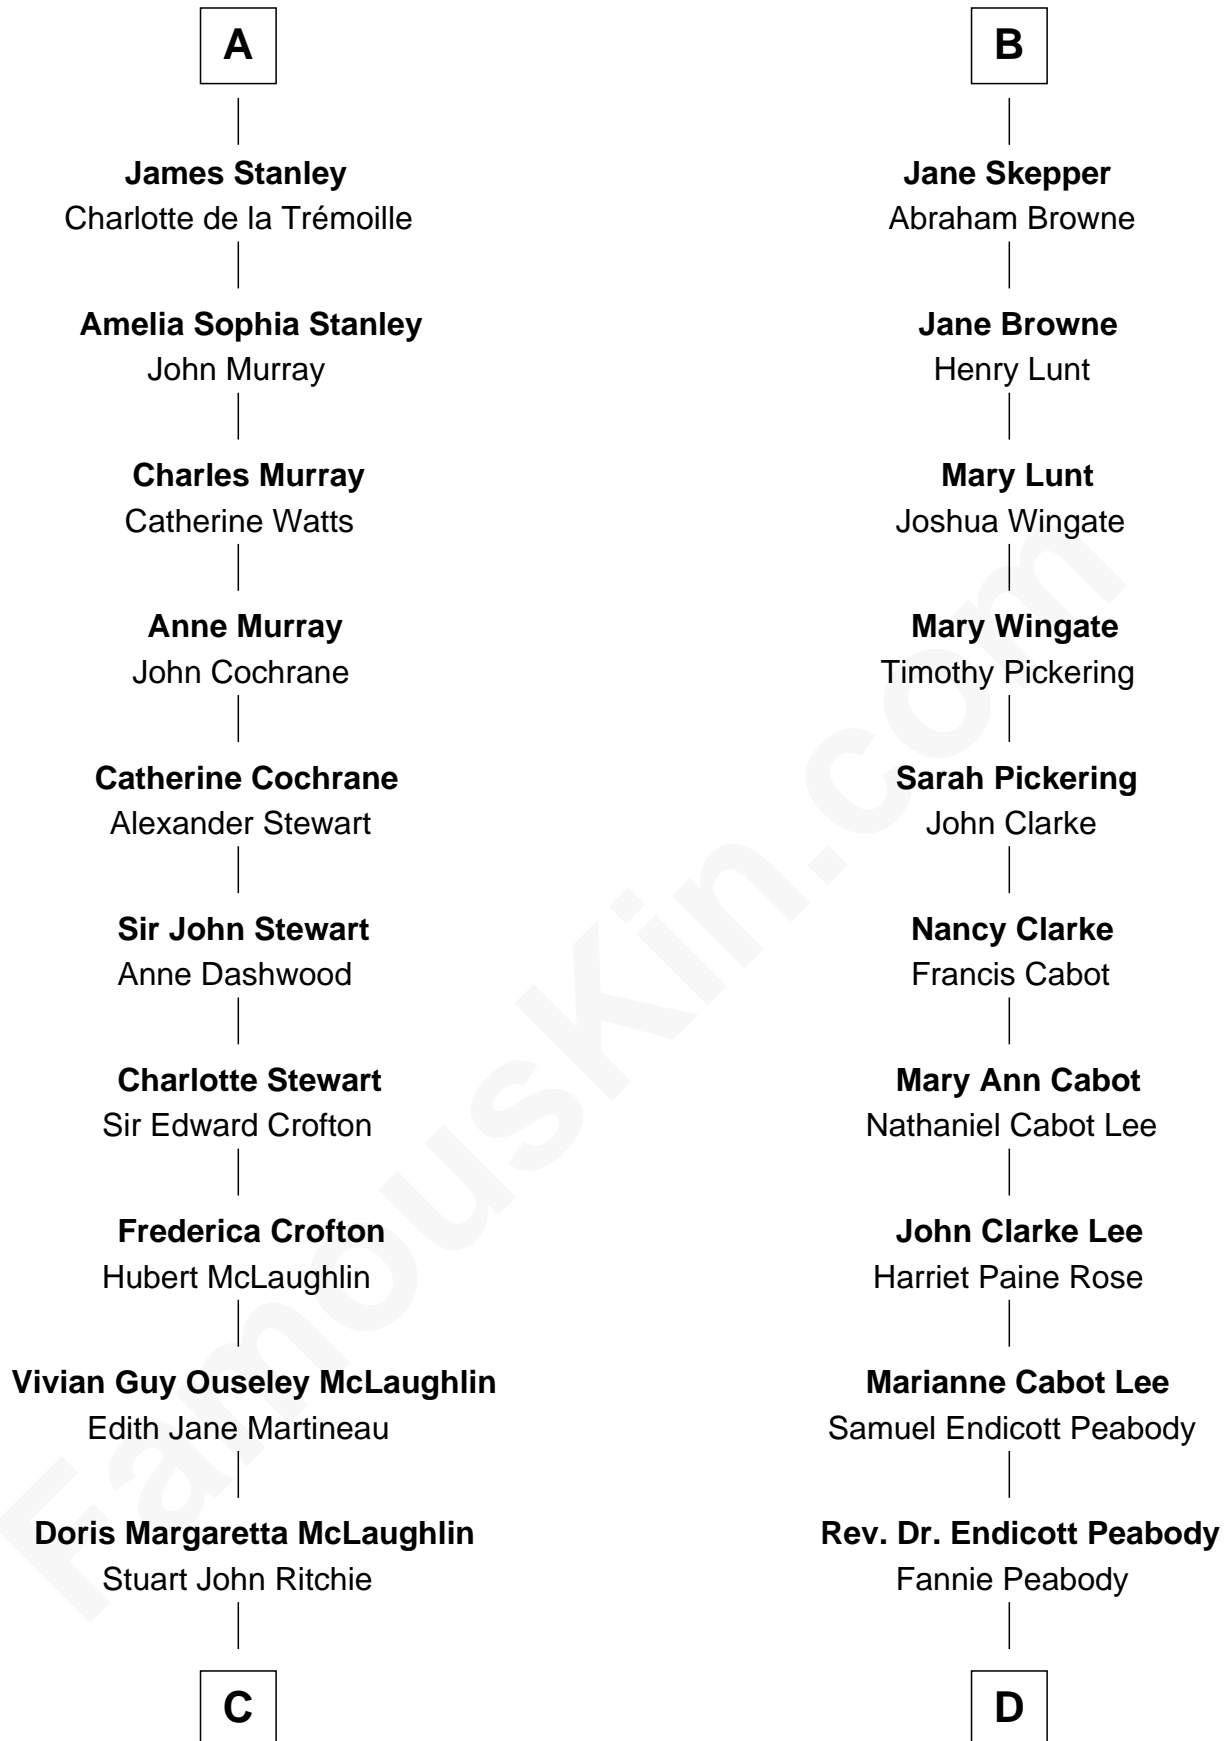 A
James Stanley
Charlotte de la Trémoille
Amelia Sophia Stanley
John Murray
Charles Murray
Catherine Watts
Anne Murray
John Cochrane
Catherine Cochrane
Alexander Stewart
Sir John Stewart
Anne Dashwood
Charlotte Stewart
Sir Edward Crofton
Frederica Crofton
Hubert McLaughlin
Vivian Guy Ouseley McLaughlin
Edith Jane Martineau
Doris Margaretta McLaughlin
Stuart John Ritchie
C
B
Jane Skepper
Abraham Browne
Jane Browne
Henry Lunt
Mary Lunt
Joshua Wingate
Mary Wingate
Timothy Pickering
Sarah Pickering
John Clarke
Nancy Clarke
Francis Cabot
Mary Ann Cabot
Nathaniel Cabot Lee
John Clarke Lee
Harriet Paine Rose
Marianne Cabot Lee
Samuel Endicott Peabody
Rev. Dr. Endicott Peabody
Fannie Peabody
D
FamousKin.com